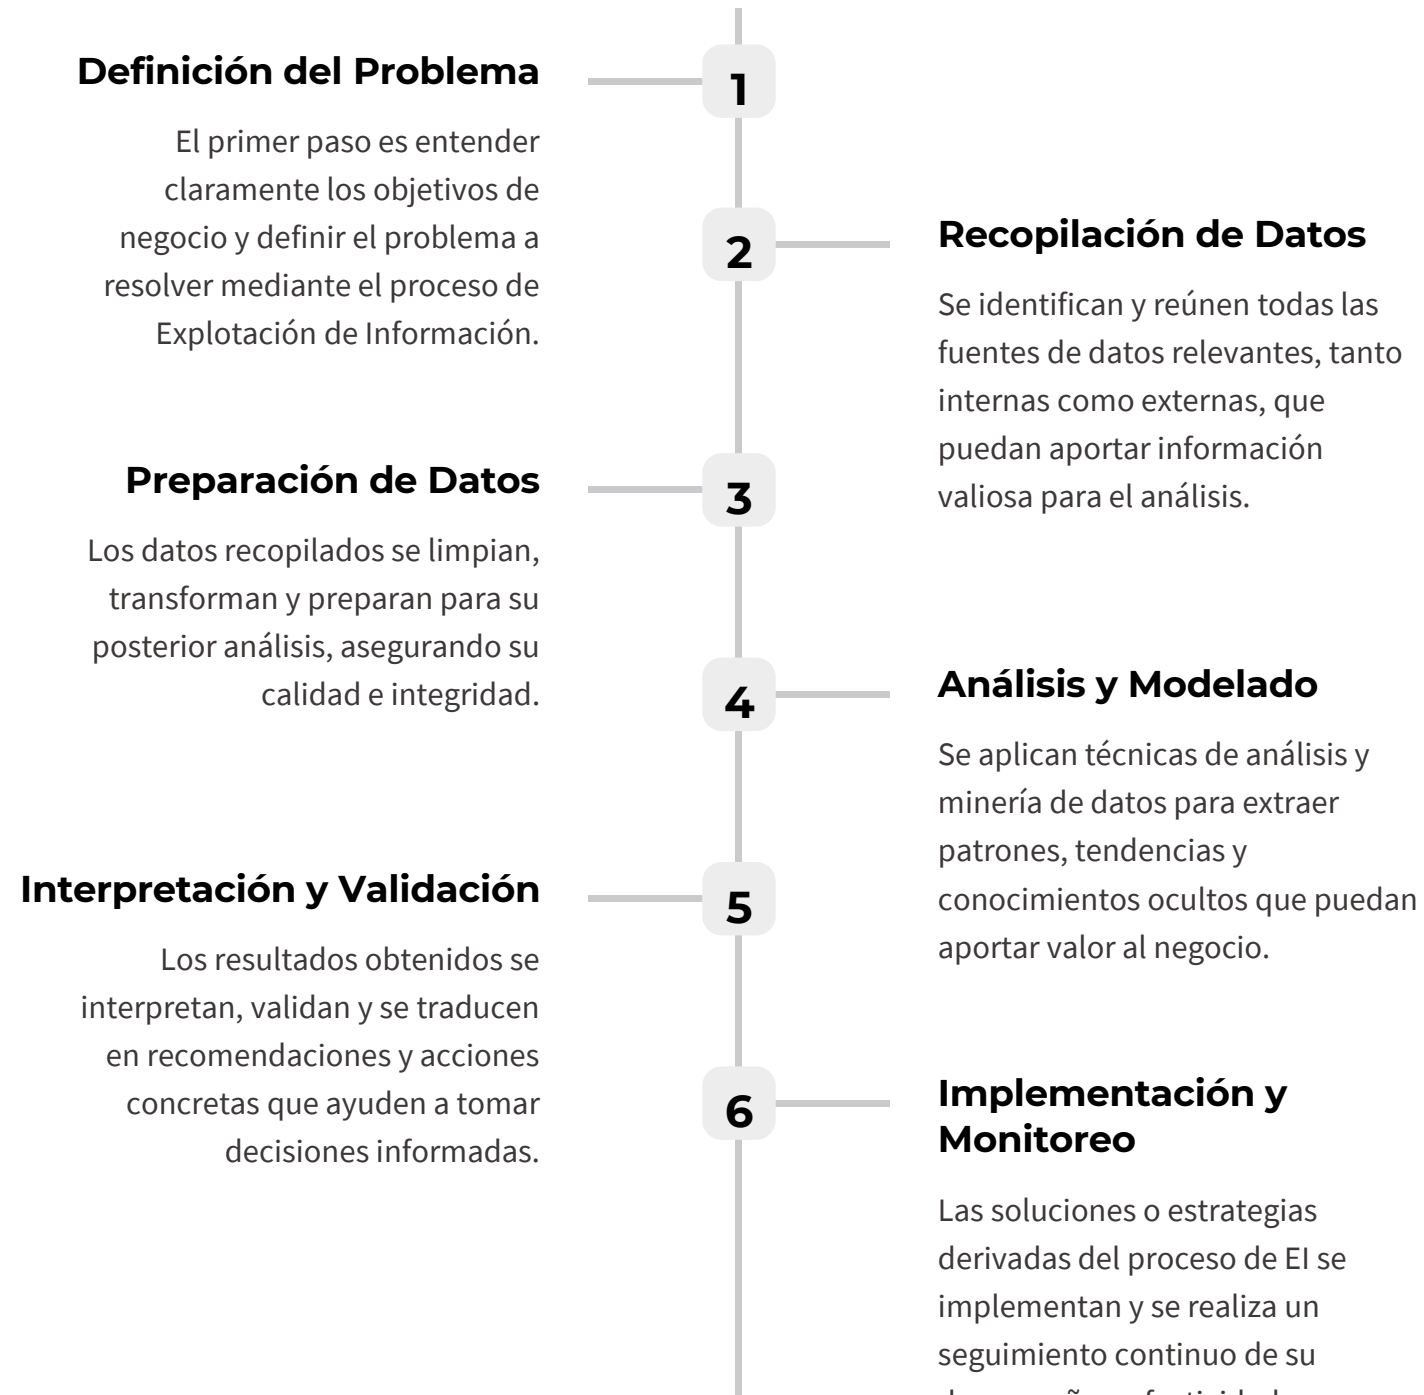 Definición del Problema
1
El primer paso es entender
claramente los objetivos de
negocio y definir el problema a
resolver mediante el proceso de
Explotación de Información.
2
Recopilación de Datos
Se identifican y reúnen todas las
fuentes de datos relevantes, tanto
internas como externas, que
puedan aportar información
valiosa para el análisis.
Preparación de Datos
3
Los datos recopilados se limpian,
transforman y preparan para su
posterior análisis, asegurando su
calidad e integridad.
4
Análisis y Modelado
Se aplican técnicas de análisis y
minería de datos para extraer
patrones, tendencias y
conocimientos ocultos que puedan
aportar valor al negocio.
Interpretación y Validación
5
Los resultados obtenidos se
interpretan, validan y se traducen
en recomendaciones y acciones
concretas que ayuden a tomar
decisiones informadas.
6
Implementación y
Monitoreo
Las soluciones o estrategias
derivadas del proceso de EI se
implementan y se realiza un
seguimiento continuo de su